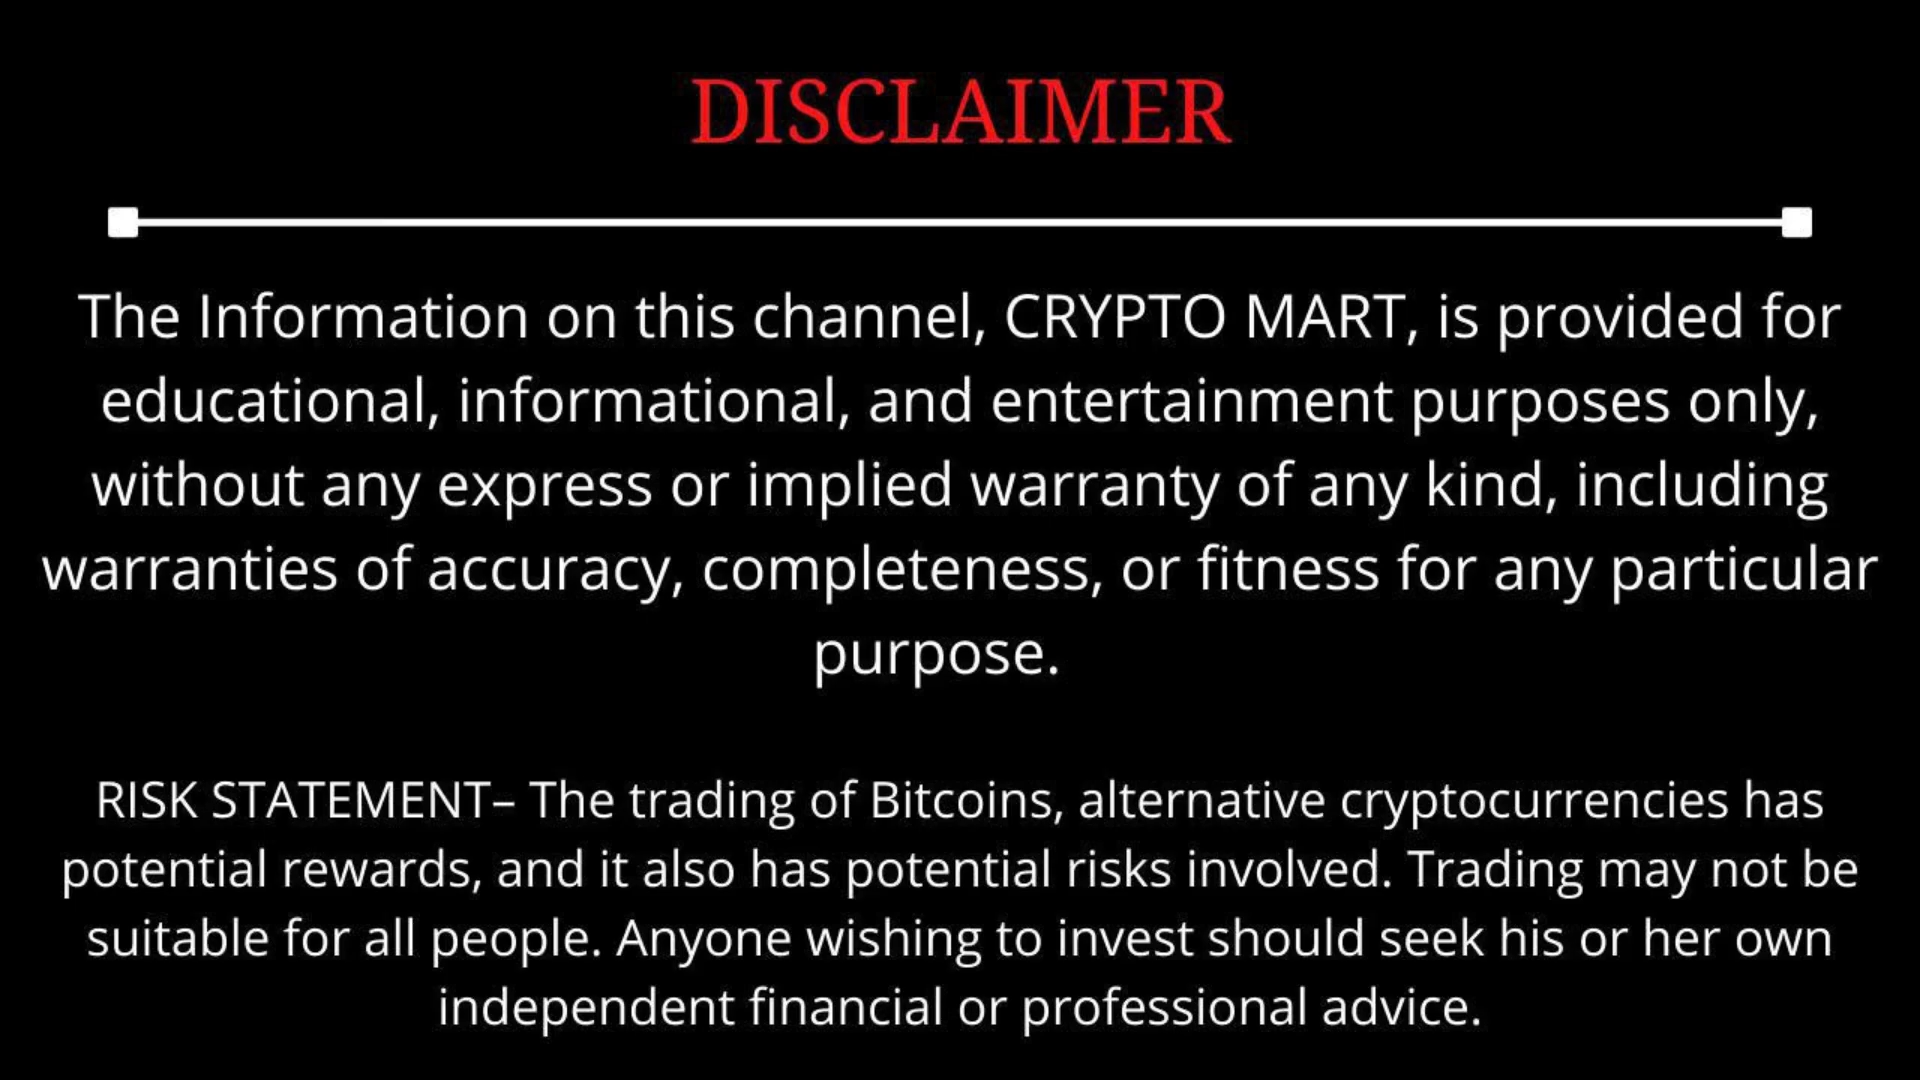 DISCLAIMER
The Information on this channel, CRYPTO MART, is provided for
educational, informational, and entertainment purposes only,
without any express or implied warranty of any kind, including
warranties of accuracy, completeness, or fitness for any particular
purpose.
RISK STATEMENT– The trading of Bitcoins, alternative cryptocurrencies has
potential rewards, and it also has potential risks involved. Trading may not be
suitable for all people. Anyone wishing to invest should seek his or her own
independent financial or professional advice.